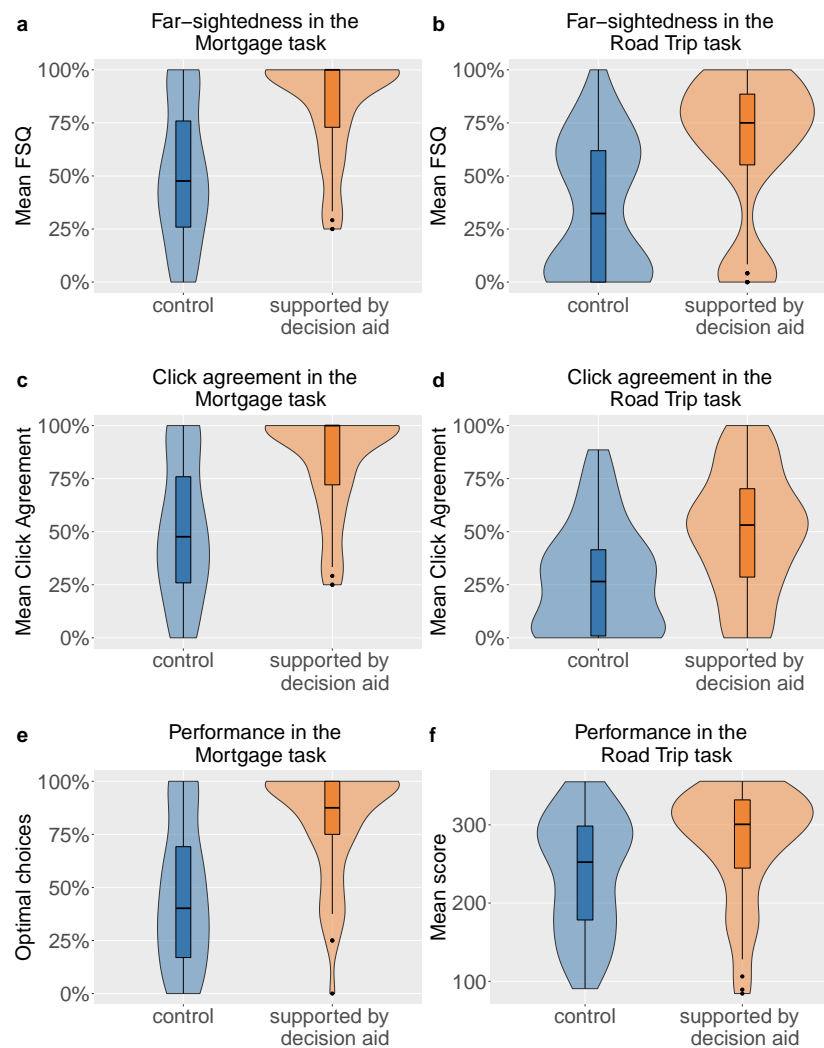 a
Far−sightedness in the
Mortgage task
Mean FSQ
100%
75%
50%
25%
0%
control
supported by
decision aid
b
Far−sightedness in the
Road Trip task
Mean FSQ
100%
75%
50%
25%
0%
control
supported by
decision aid
c
Click agreement in the
Mortgage task
Mean Click Agreement
100%
75%
50%
25%
0%
control
supported by
decision aid
d
Click agreement in the
Road Trip task
Mean Click Agreement
100%
75%
50%
25%
0%
control
supported by
decision aid
e
Performance in the
Mortgage task
Optimal choices
100%
75%
50%
25%
0%
control
supported by
decision aid
f
Performance in the
Road Trip task
Mean score
300
200
100
control
supported by
decision aid